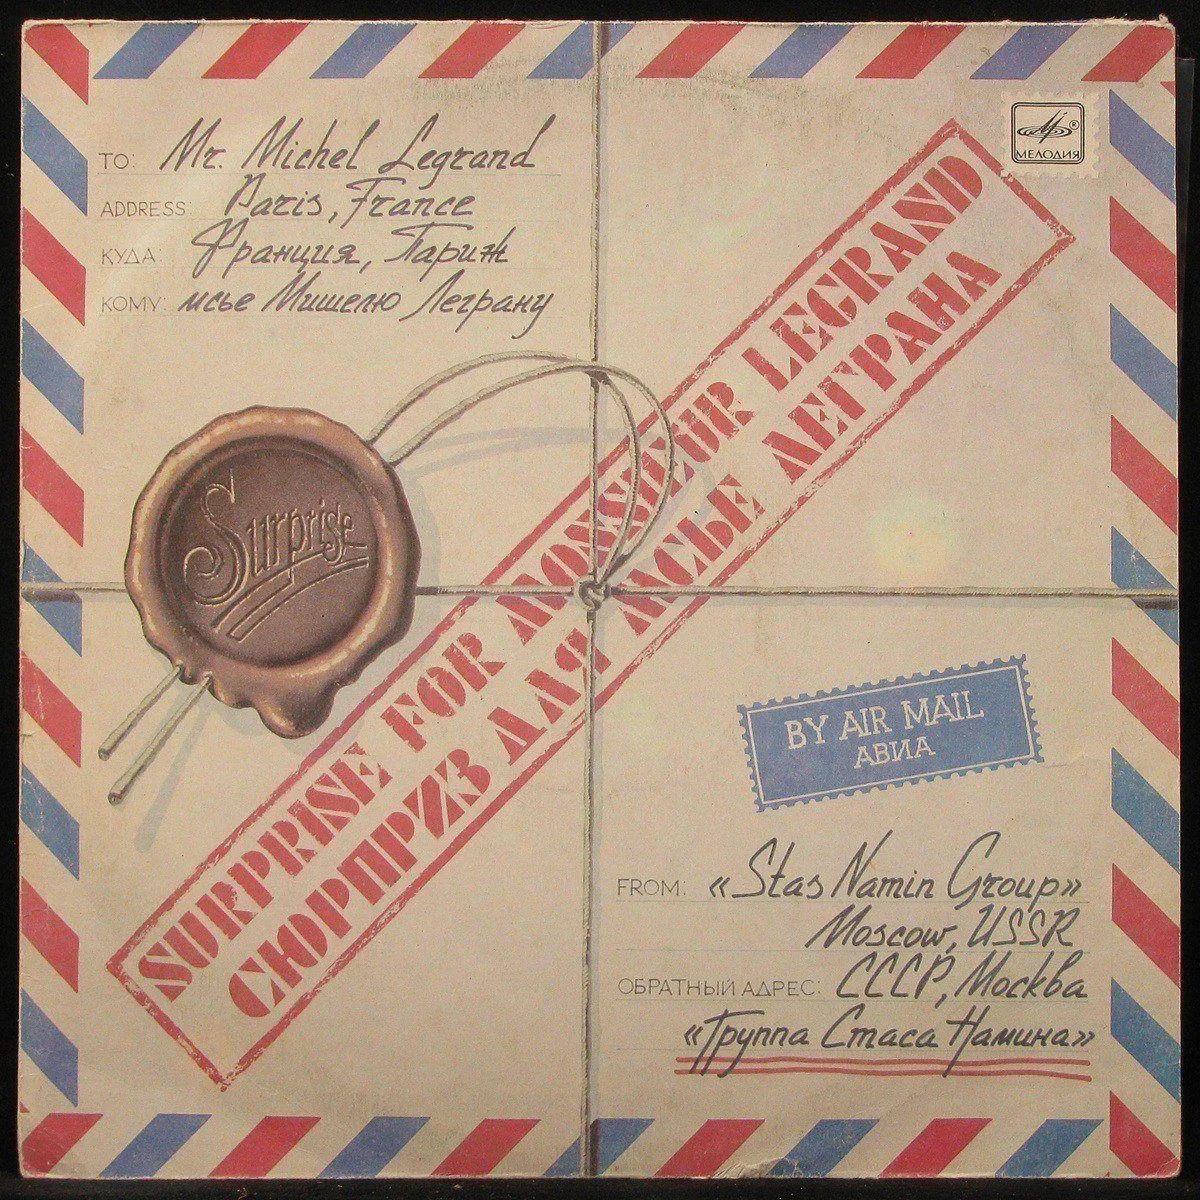 МЕЛОДИЯ
TO: Mr. Michel Legrand
ADDRESS: Paris, France
КУДА: Франция, Париж
КОМУ: мсье Мишелю Леграну
SURPRISE FOR MONSIEUR LEGRAND
СЮРПРИЗ ДЛЯ МСЬЕ ЛЕГРАНА
Surprise
BY AIR MAIL
АВИА
FROM: «Stas Namin Group»
Moscow, USSR
ОБРАТНЫЙ АДРЕС: СССР, Москва
«Группа Стаса Намина»